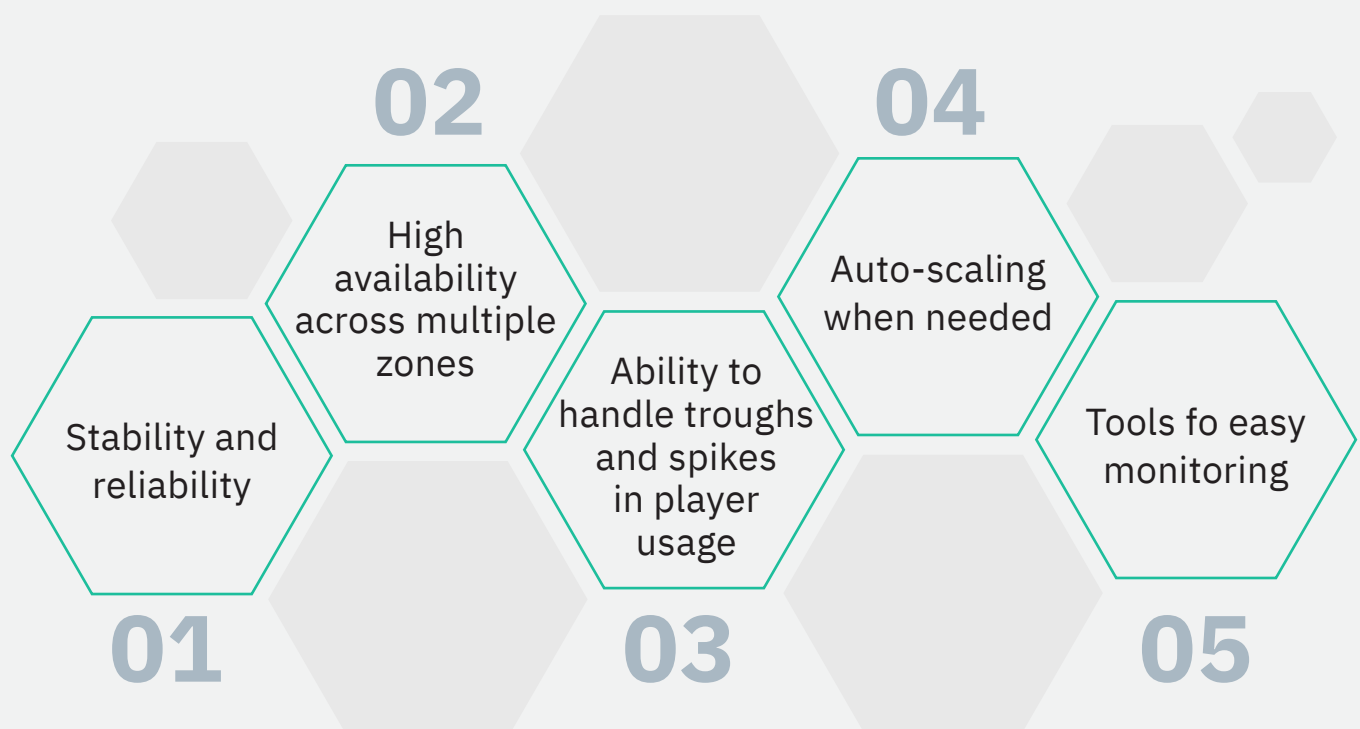 01
Stability and
reliability
02
High
availability
across multiple
zones
03
Ability to
handle troughs
and spikes
in player
usage
04
Auto-scaling
when needed
05
Tools fo easy
monitoring